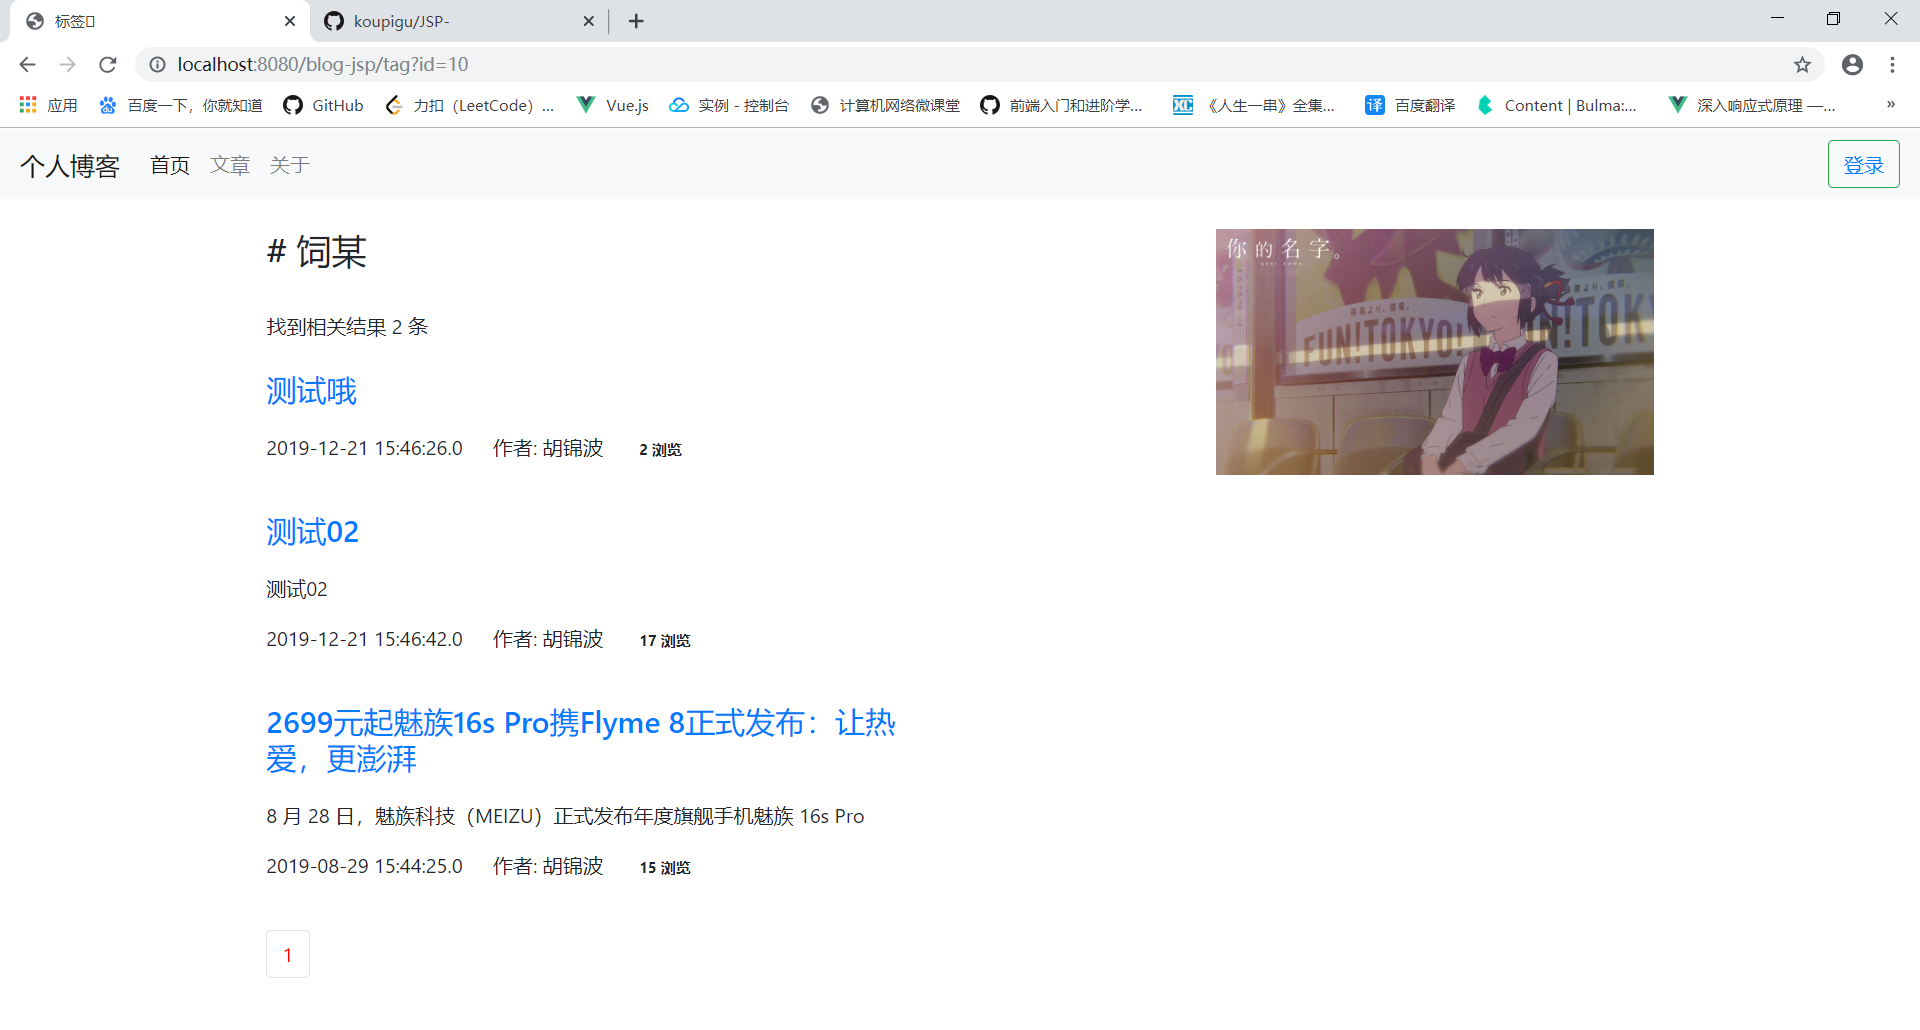 标签
koupigu/JSP-
localhost:8080/blog-jsp/tag?id=10
应用
百度一下，你就知道
GitHub
力扣（LeetCode）...
Vue.js
实例 - 控制台
计算机网络微课堂
前端入门和进阶学...
《人生一串》全集...
译
百度翻译
Content | Bulma:...
深入响应式原理 —...
»
个人博客
首页
文章
关于
登录
# 饲某
你的名字。
your name
FUN!TOKYO!
找到相关结果 2 条
测试哦
2019-12-21 15:46:26.0 作者: 胡锦波 2 浏览
测试02
测试02
2019-12-21 15:46:42.0 作者: 胡锦波 17 浏览
2699元起魅族16s Pro携Flyme 8正式发布：让热
爱，更澎湃
8 月 28 日，魅族科技（MEIZU）正式发布年度旗舰手机魅族 16s Pro
2019-08-29 15:44:25.0 作者: 胡锦波 15 浏览
1